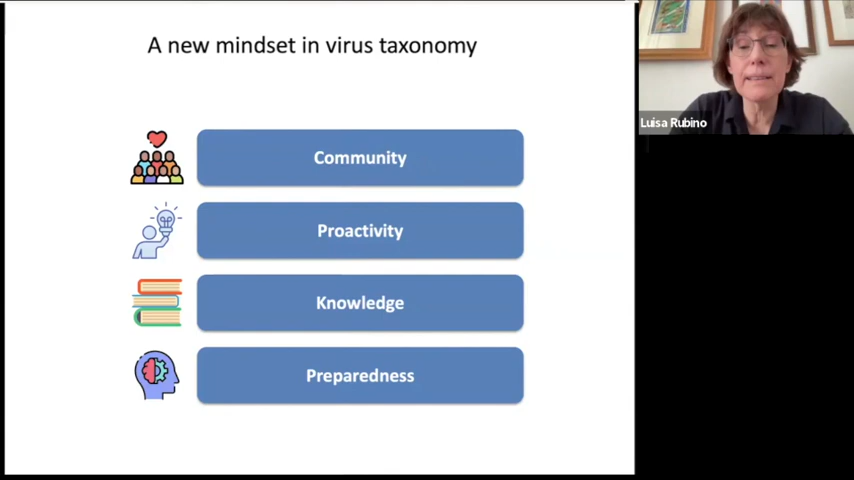 A new mindset in virus taxonomy
Community
Proactivity
Knowledge
Preparedness
Luisa Rubino